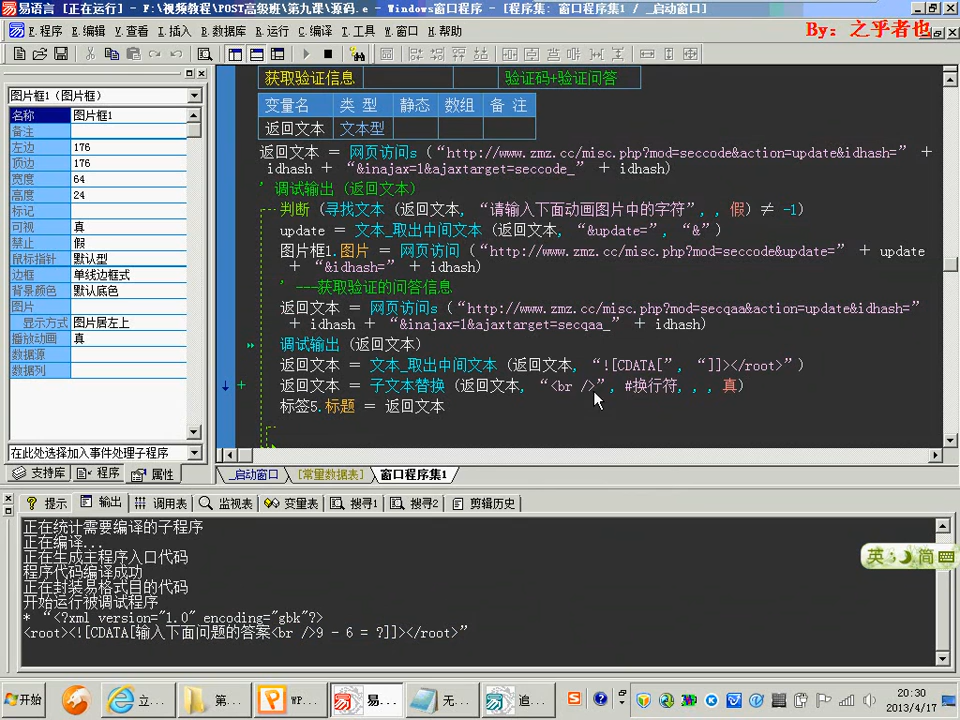 易语言 [正在运行] - F:\视频教程\POST高级班\第九课\源码.e - Windows窗口程序 - [程序集: 窗口程序集1 / _启动窗口]
F.程序 E.编辑 V.查看 I.插入 B.数据库 R.运行 C.编译 T.工具 W.窗口 H.帮助
By: 之乎者也
图片框1（图片框）
名称 图片框1
备注
左边 176
顶边 176
宽度 64
高度 24
标记
可视 真
禁止 假
鼠标指针 默认型
边框 单线边框式
背景颜色 默认底色
图片
显示方式 图片居左上
播放动画 真
数据源
数据列
在此处选择加入事件处理子程序
支持库 程序 属性
获取验证信息 验证码+验证问答
变量名 类 型 静态 数组 备 注
返回文本 文本型
返回文本 ＝ 网页访问s (“http://www.zmz.cc/misc.php?mod=seccode&action=update&idhash=” ＋
idhash ＋ “&inajax=1&ajaxtarget=seccode_” ＋ idhash)
' 调试输出 (返回文本)
判断 (寻找文本 (返回文本, “请输入下面动画图片中的字符”, , 假) ≠ -1)
update ＝ 文本_取出中间文本 (返回文本, “&update=”, “&”)
图片框1.图片 ＝ 网页访问 (“http://www.zmz.cc/misc.php?mod=seccode&update=” ＋ update
＋ “&idhash=” ＋ idhash)
' ---获取验证的问答信息
返回文本 ＝ 网页访问s (“http://www.zmz.cc/misc.php?mod=secqaa&action=update&idhash=”
＋ idhash ＋ “&inajax=1&ajaxtarget=secqaa_” ＋ idhash)
调试输出 (返回文本)
返回文本 ＝ 文本_取出中间文本 (返回文本, “![CDATA[”, “]]></root>”)
返回文本 ＝ 子文本替换 (返回文本, “<br />”, #换行符, , , 真)
标签5.标题 ＝ 返回文本
_启动窗口 [常量数据表] 窗口程序集1
提示 输出 调用表 监视表 变量表 搜寻1 搜寻2 剪辑历史
正在统计需要编译的子程序
正在编译...
正在生成主程序入口代码
程序代码编译成功
正在封装易格式目的代码
开始运行被调试程序
* “<?xml version="1.0" encoding="gbk"?>
<root><![CDATA[输入下面问题的答案<br />9 - 6 = ?]]></root>”
英 简
开始 立... 第... WP... 易... 无... 追...
20:30
2013/4/17